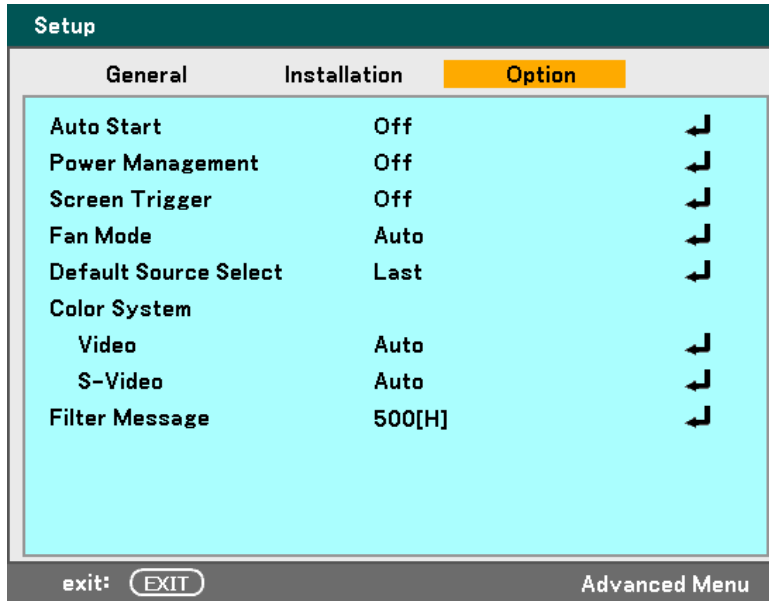 Setup
General Installation Option
Auto Start Off
Power Management Off
Screen Trigger Off
Fan Mode Auto
Default Source Select Last
Color System
Video Auto
S-Video Auto
Filter Message 500[H]
exit: EXIT Advanced Menu